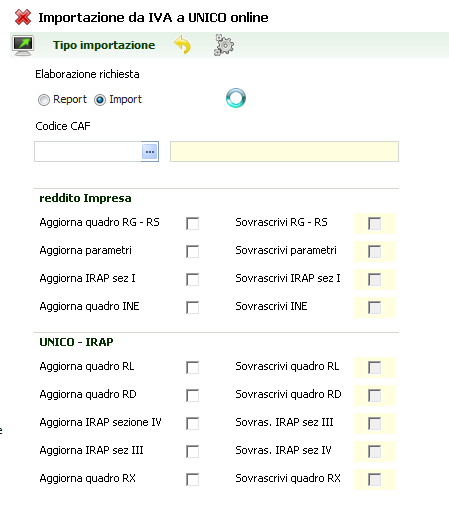 Importazione da IVA a UNICO online
Tipo importazione
Elaborazione richiesta
Report Import
Codice CAF
...
reddito Impresa
Aggiorna quadro RG - RS Sovrascrivi RG - RS
Aggiorna parametri Sovrascrivi parametri
Aggiorna IRAP sez I Sovrascrivi IRAP sez I
Aggiorna quadro INE Sovrascrivi INE
UNICO - IRAP
Aggiorna quadro RL Sovrascrivi quadro RL
Aggiorna quadro RD Sovrascrivi quadro RD
Aggiorna IRAP sezione IV Sovras. IRAP sez III
Aggiorna IRAP sez III Sovras. IRAP sez IV
Aggiorna quadro RX Sovrascrivi quadro RX